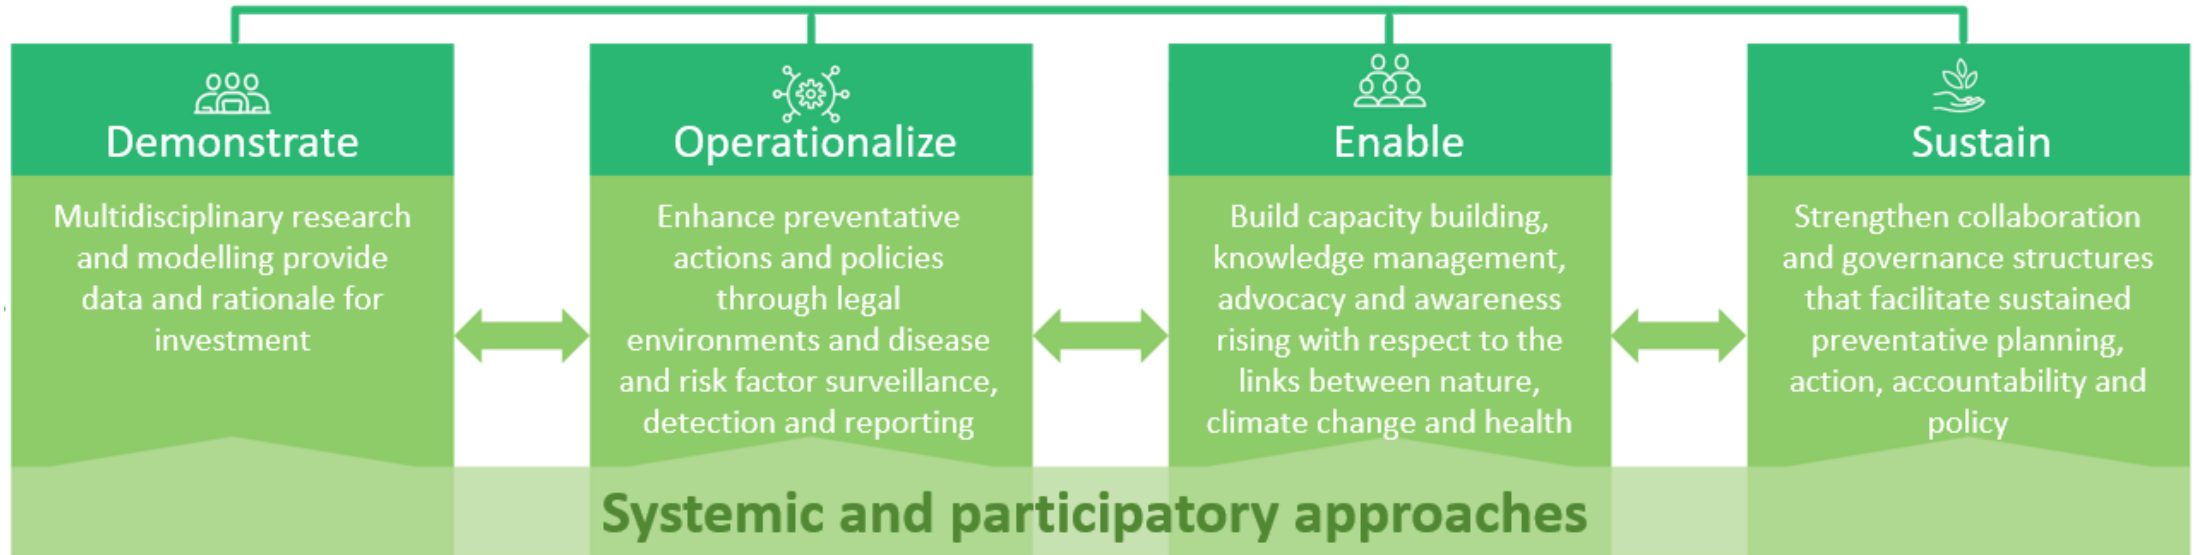 Demonstrate
Multidisciplinary research
and modelling provide
data and rationale for
investment
Operationalize
Enhance preventative
actions and policies
through legal
environments and disease
and risk factor surveillance,
detection and reporting
Enable
Build capacity building,
knowledge management,
advocacy and awareness
rising with respect to the
links between nature,
climate change and health
Sustain
Strengthen collaboration
and governance structures
that facilitate sustained
preventative planning,
action, accountability and
policy
Systemic and participatory approaches